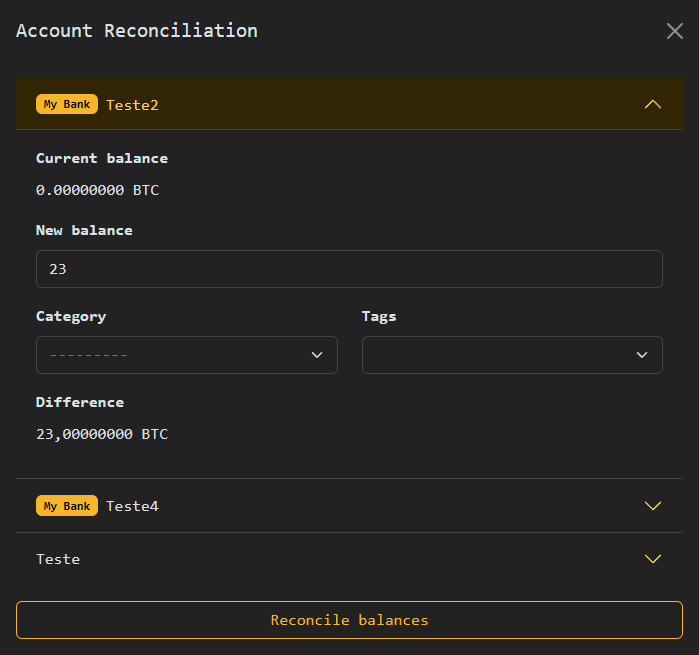 Account Reconciliation
My Bank Teste2
Current balance
0.00000000 BTC
New balance
23
Category Tags
---------
Difference
23,00000000 BTC
My Bank Teste4
Teste
Reconcile balances